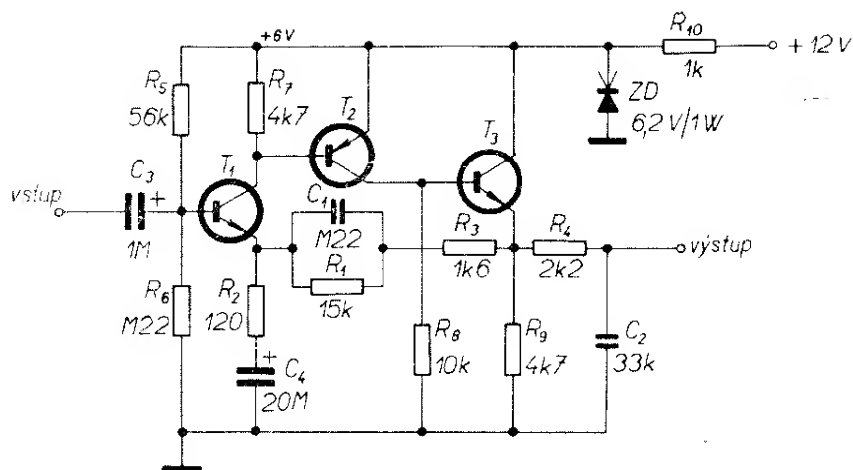 +6V
R10
1k
+ 12V
R5
56k
R7
4k7
T2
ZD
6,2 V/1W
T3
C3
+
vstup
1M
T1
C1
M22
R3
1k6
R4
2k2
výstup
R1
15k
R6
M22
R2
120
+
C4
20M
R8
10k
R9
4k7
C2
33k